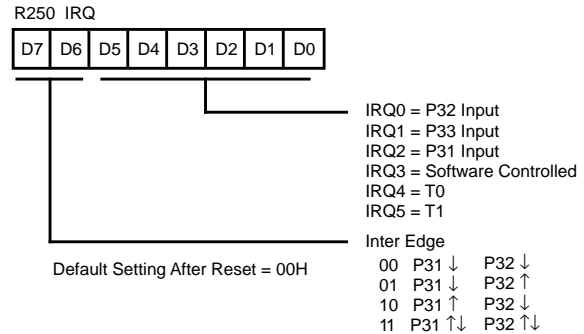 R250 IRQ
D7 D6 D5 D4 D3 D2 D1 D0
IRQ0 = P32 Input
IRQ1 = P33 Input
IRQ2 = P31 Input
IRQ3 = Software Controlled
IRQ4 = T0
IRQ5 = T1
Inter Edge
Default Setting After Reset = 00H
00 P31 ↓ P32 ↓
01 P31 ↓ P32 ↑
10 P31 ↑ P32 ↓
11 P31 ↑↓ P32 ↑↓